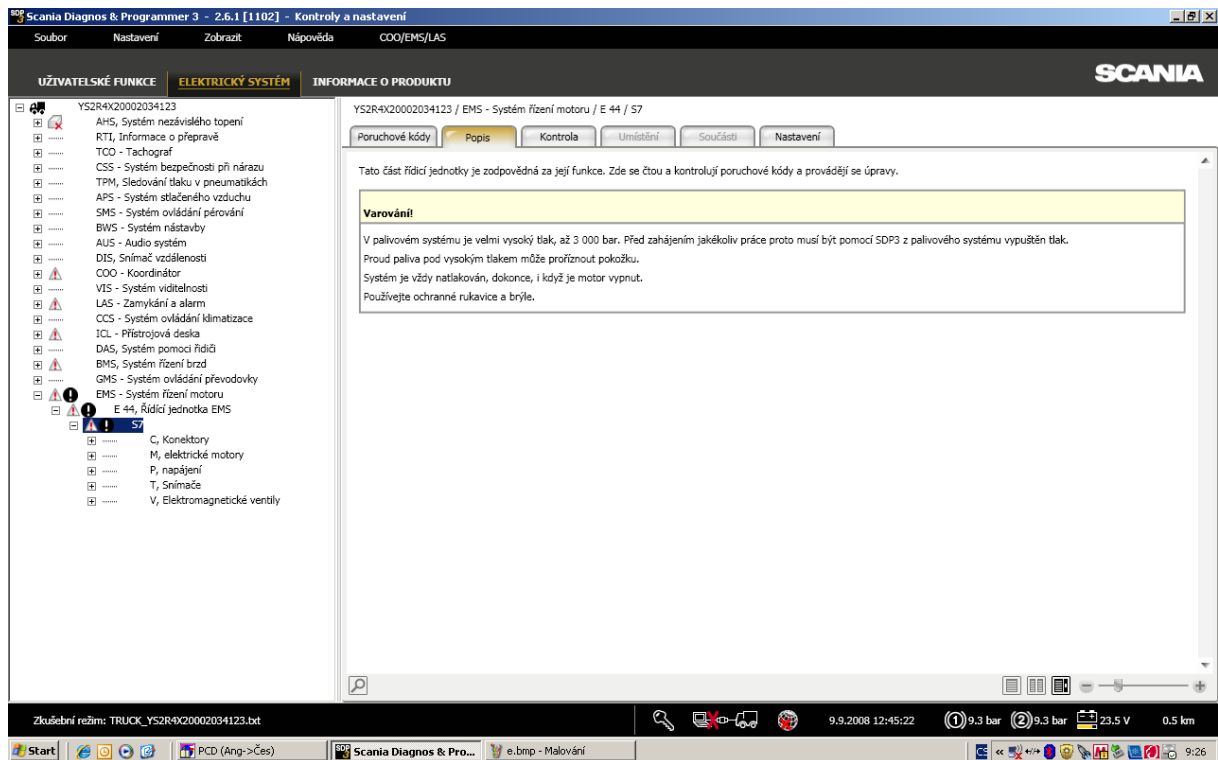 Scania Diagnos & Programmer 3 - 2.6.1 [1102] - Kontroly a nastavení
Soubor Nastavení Zobrazit Nápověda COO/EMS/LAS
UŽIVATELSKÉ FUNKCE ELEKTRICKÝ SYSTÉM INFORMACE O PRODUKTU
SCANIA
YS2R4X20002034123
AHS, Systém nezávislého topení
RTI, Informace o přepravě
TCO - Tachograf
CSS - Systém bezpečnosti při nárazu
TPM, Sledování tlaku v pneumatikách
APS - Systém stlačeného vzduchu
SMS - Systém ovládání pérování
BWS - Systém nástavby
AUS - Audio systém
DIS, Snímač vzdálenosti
COO - Koordinátor
VIS - Systém viditelnosti
LAS - Zamykání a alarm
CCS - Systém ovládání klimatizace
ICL - Přístrojová deska
DAS, Systém pomoci řidiči
BMS, Systém řízení brzd
GMS - Systém ovládání převodovky
EMS - Systém řízení motoru
E 44, Řídící jednotka EMS
S7
C, Konektory
M, elektrické motory
P, napájení
T, Snímače
V, Elektromagnetické ventily
YS2R4X20002034123 / EMS - Systém řízení motoru / E 44 / S7
Poruchové kódy Popis Kontrola Umístění Součásti Nastavení
Tato část řídicí jednotky je zodpovědná za její funkce. Zde se čtou a kontrolují poruchové kódy a provádějí se úpravy.
Varování!
V palivovém systému je velmi vysoký tlak, až 3 000 bar. Před zahájením jakékoliv práce proto musí být pomocí SDP3 z palivového systému vypuštěn tlak.
Proud paliva pod vysokým tlakem může proříznout pokožku.
Systém je vždy natlakován, dokonce, i když je motor vypnut.
Používejte ochranné rukavice a brýle.
Zkušební režim: TRUCK_YS2R4X20002034123.txt 9.9.2008 12:45:22 1 9.3 bar 2 9.3 bar 23.5 V 0.5 km
Start PCD (Ang->Čes) Scania Diagnos & Pro... e.bmp - Malování CS 9:26